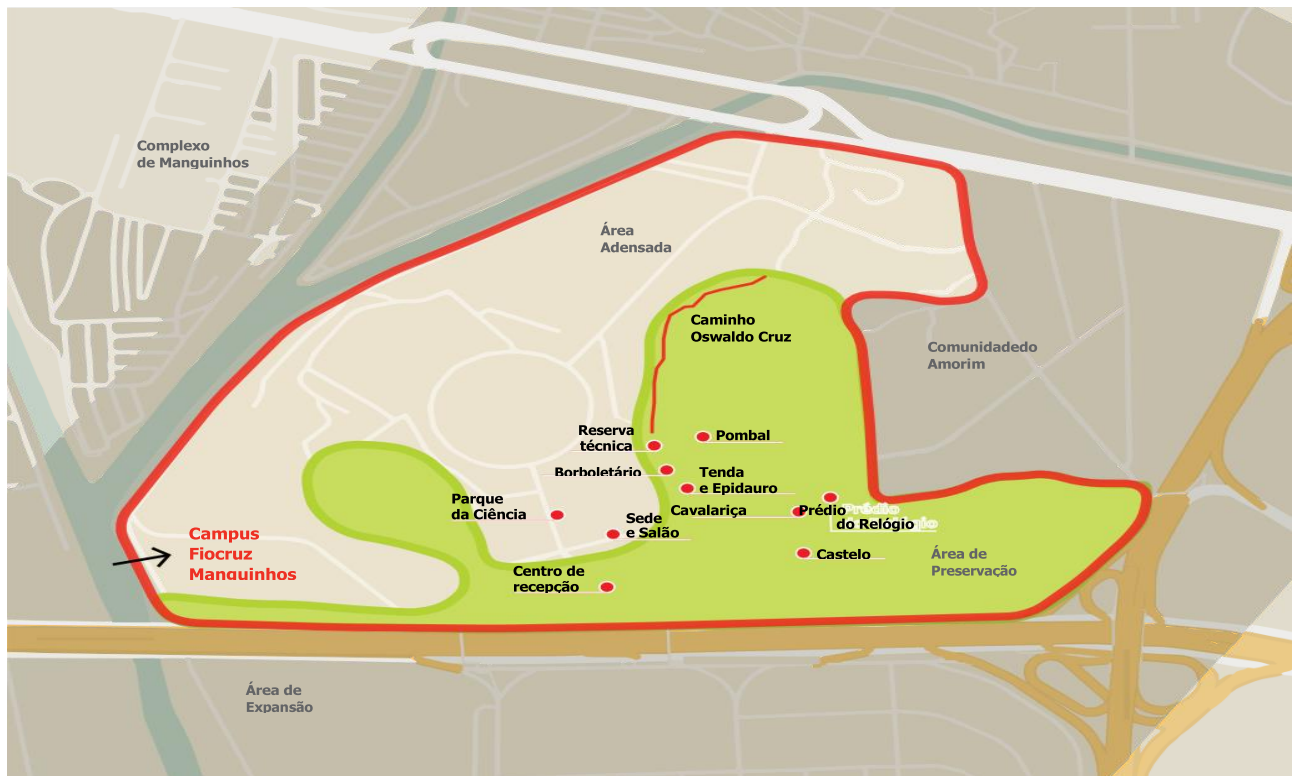 Complexo
de Manguinhos
Área
Adensada
Caminho
Oswaldo Cruz
Comunidadedo
Amorim
Reserva
técnica
Pombal
Borboletário
Tenda
e Epidauro
Parque
da Ciência
Cavalariça
Prédio
do Relógio
Sede
e Salão
Castelo
Área de
Preservação
Campus
Fiocruz
Manguinhos
Centro de
recepção
Área de
Expansão